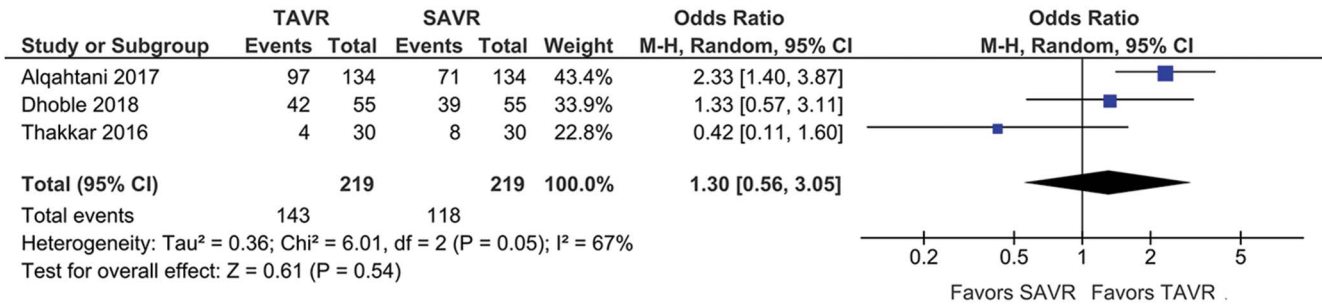 TAVR SAVR Odds Ratio Odds Ratio
Study or Subgroup Events Total Events Total Weight M-H, Random, 95% CI M-H, Random, 95% CI
Alqahtani 2017 97 134 71 134 43.4% 2.33 [1.40, 3.87]
Dhoble 2018 42 55 39 55 33.9% 1.33 [0.57, 3.11]
Thakkar 2016 4 30 8 30 22.8% 0.42 [0.11, 1.60]
Total (95% CI) 219 219 100.0% 1.30 [0.56, 3.05]
Total events 143 118
Heterogeneity: Tau² = 0.36; Chi² = 6.01, df = 2 (P = 0.05); I² = 67%
Test for overall effect: Z = 0.61 (P = 0.54)
0.2 0.5 1 2 5
Favors SAVR Favors TAVR .